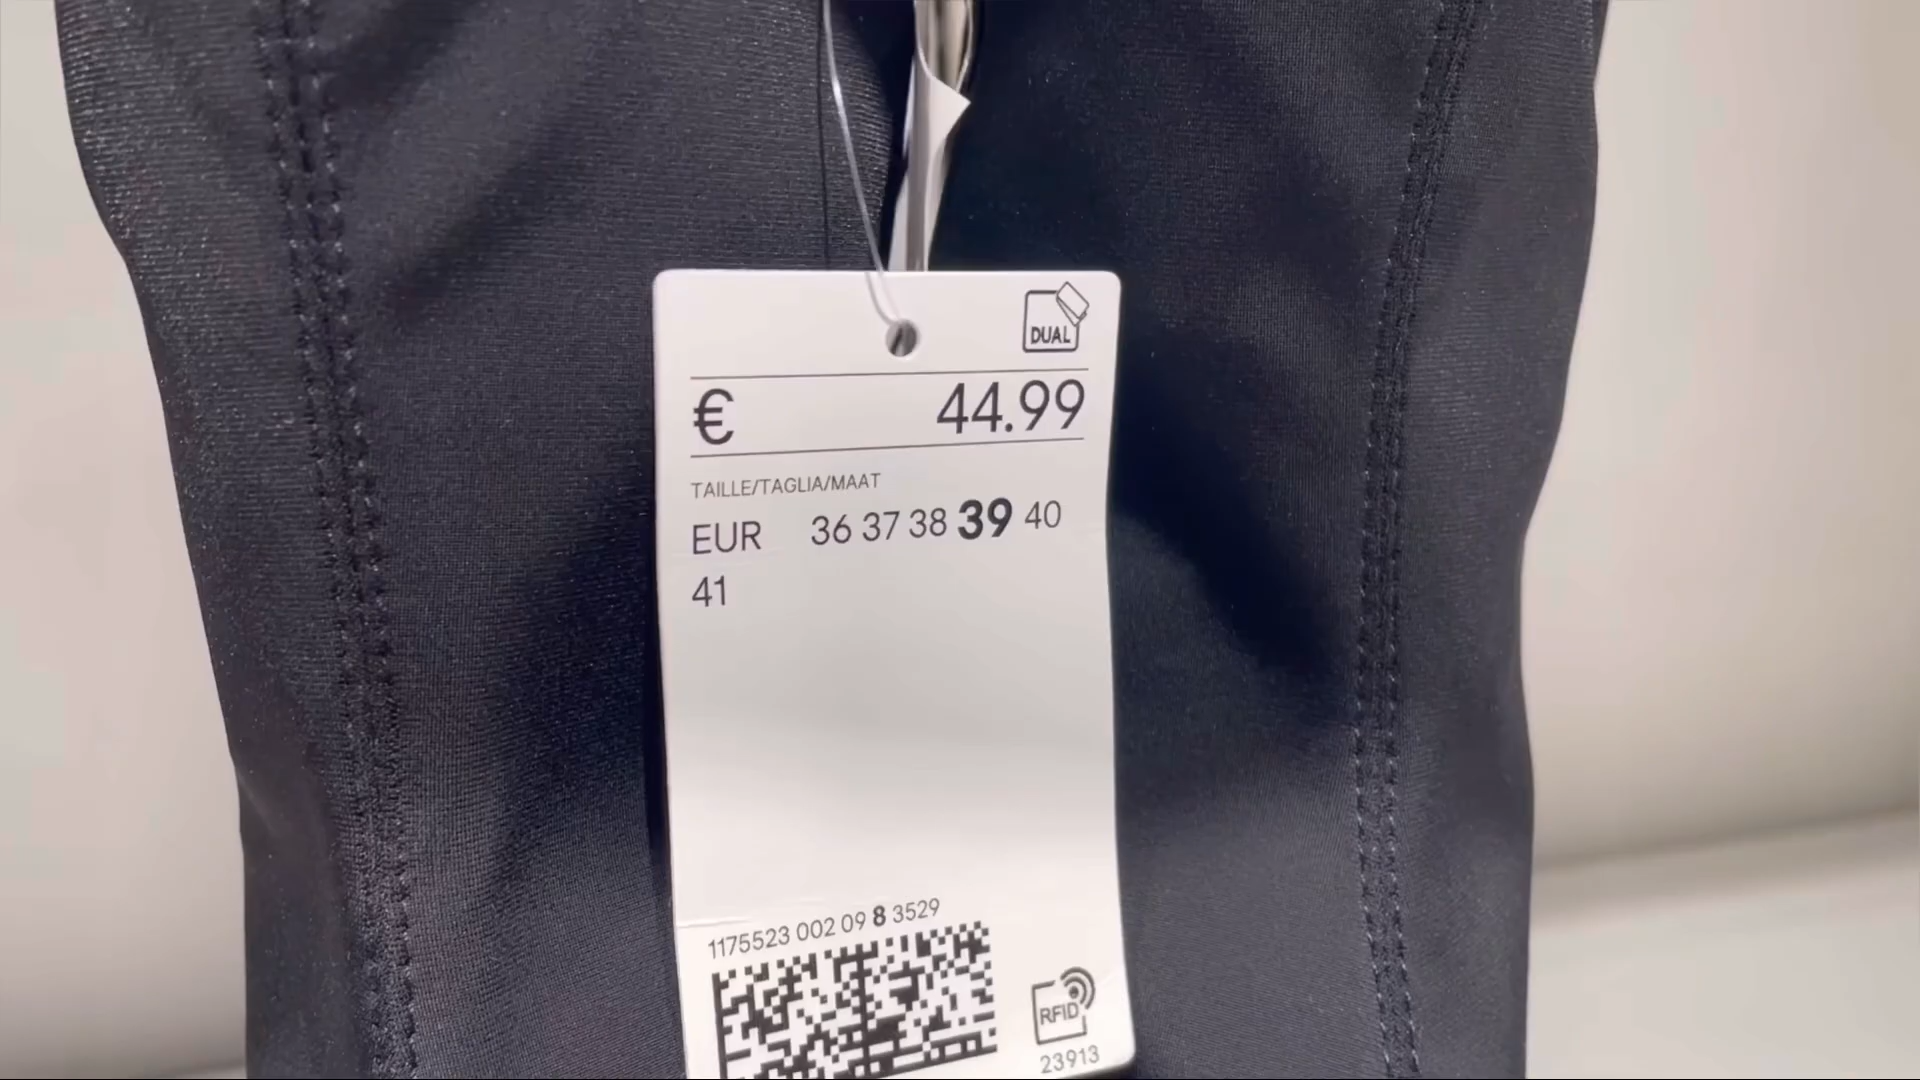 DUAL
€ 44.99
TAILLE/TAGLIA/MAAT
EUR 36 37 38 39 40
41
1175523 002 09 8 3529
RFID
23913